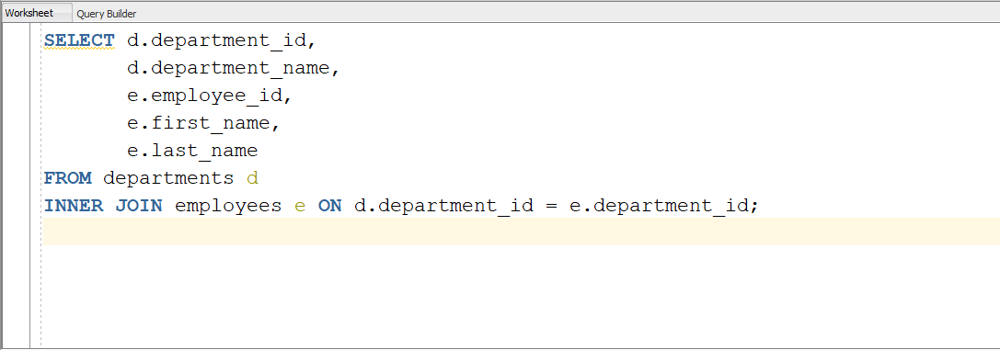 Worksheet Query Builder
SELECT d.department_id,
d.department_name,
e.employee_id,
e.first_name,
e.last_name
FROM departments d
INNER JOIN employees e ON d.department_id = e.department_id;